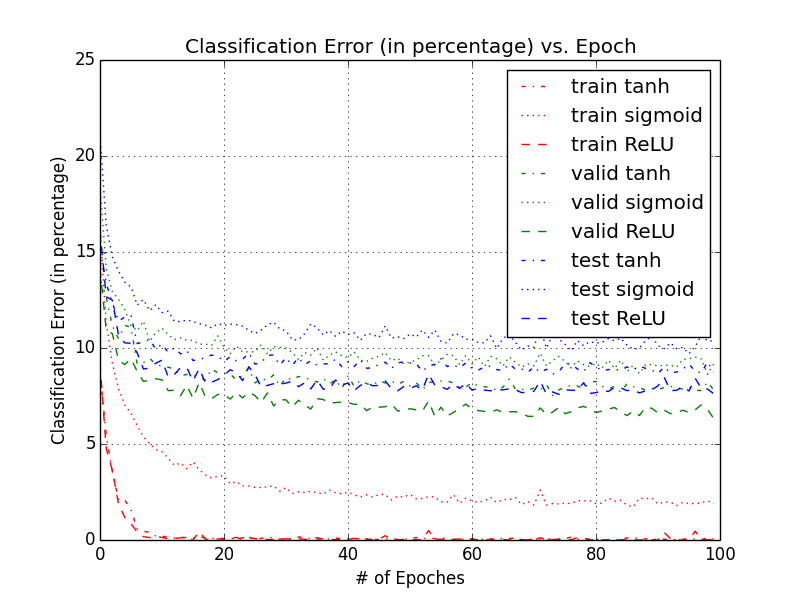 Classification Error (in percentage) vs. Epoch
25
20
15
10
5
0
Classification Error (in percentage)
train tanh
train sigmoid
train ReLU
valid tanh
valid sigmoid
valid ReLU
test tanh
test sigmoid
test ReLU
0 20 40 60 80 100
# of Epoches